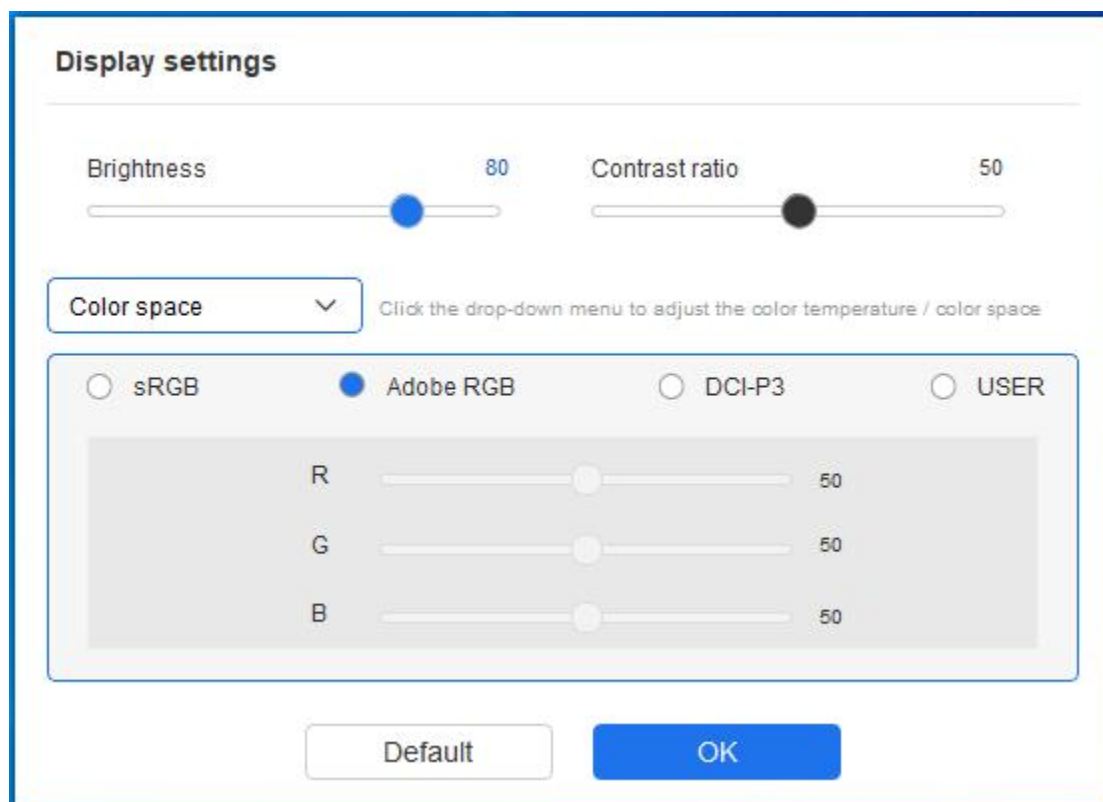 Display settings
Brightness 80 Contrast ratio 50
Color space Click the drop-down menu to adjust the color temperature / color space
sRGB Adobe RGB DCI-P3 USER
R 50
G 50
B 50
Default OK